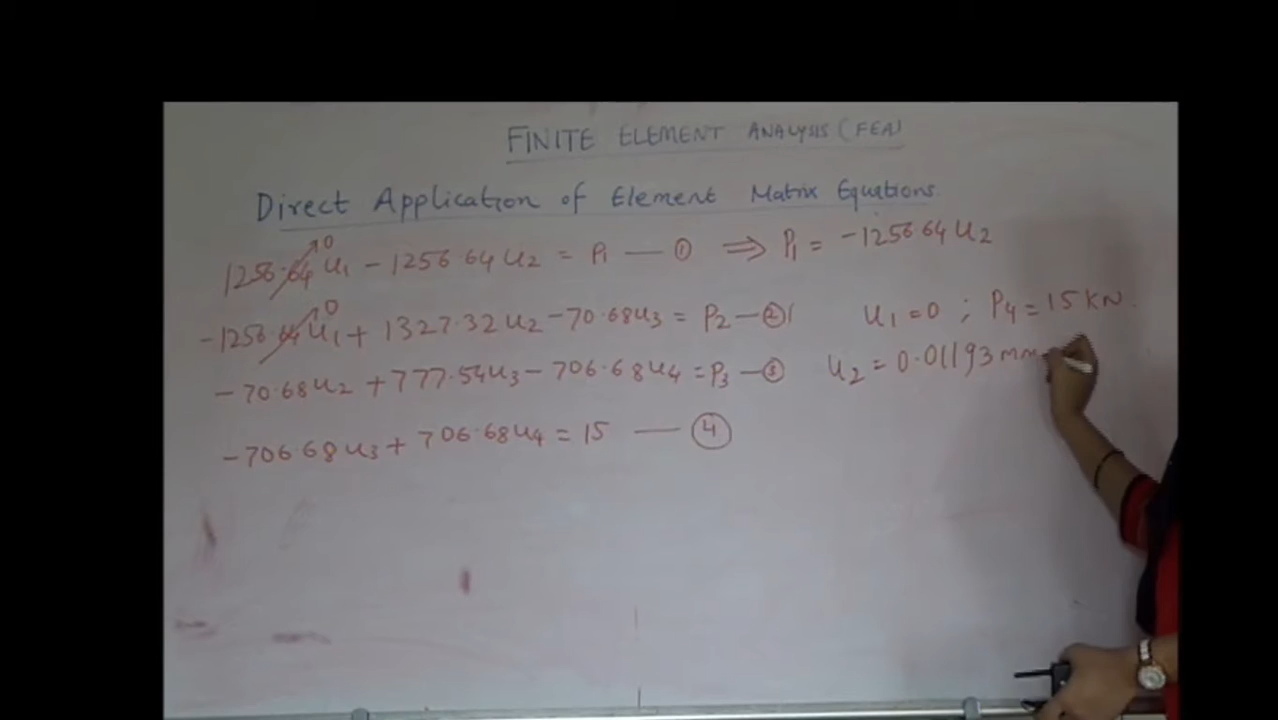 FINITE ELEMENT ANALYSIS (FEA)
Direct Application of Element Matrix Equations
1256.64 u1 - 1256.64 u2 = P1 — ① ⇒ P1 = -1256.64 u2
0
-1256.64 u1 + 1327.32 u2 - 70.68 u3 = P2 — ②
0
u1 = 0 ; P4 = 15 kN
-70.68 u2 + 777.54 u3 - 706.68 u4 = P3 — ③
u2 = 0.01193 mm
-706.68 u3 + 706.68 u4 = 15 — ④